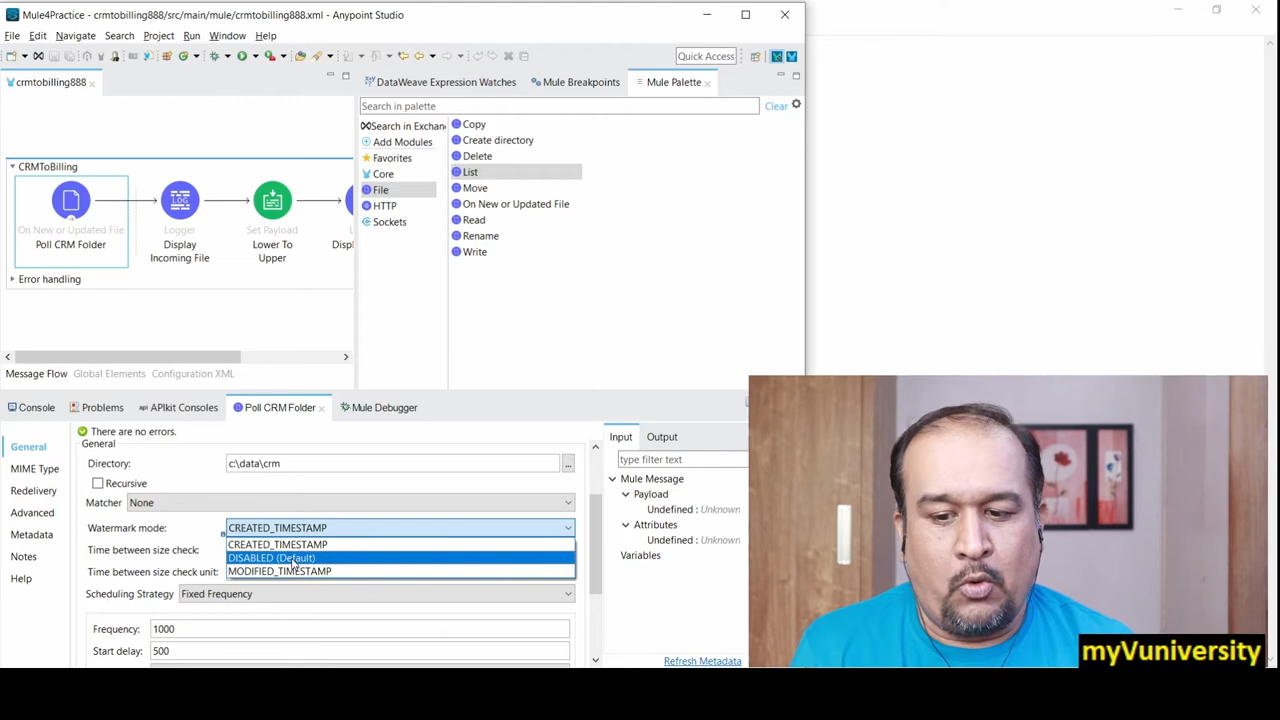 Mule4Practice - crmtobilling888/src/main/mule/crmtobilling888.xml - Anypoint Studio
File Edit Navigate Search Project Run Window Help
Quick Access
crmtobilling888
DataWeave Expression Watches
Mule Breakpoints
Mule Palette
Search in palette
Clear
Search in Exchan
Add Modules
Favorites
Core
File
HTTP
Sockets
Copy
Create directory
Delete
List
Move
On New or Updated File
Read
Rename
Write
CRMToBilling
LOG
On New or Updated File
Poll CRM Folder
Logger
Display
Incoming File
Set Payload
Lower To
Upper
L
Displ
Error handling
Message Flow Global Elements Configuration XML
Console
Problems
APIkit Consoles
Poll CRM Folder
Mule Debugger
General
MIME Type
Redelivery
Advanced
Metadata
Notes
Help
There are no errors.
General
Directory: c:\data\crm ...
Recursive
Matcher None
Watermark mode: CREATED_TIMESTAMP
CREATED_TIMESTAMP
Time between size check: DISABLED (Default)
Time between size check unit: MODIFIED_TIMESTAMP
Scheduling Strategy Fixed Frequency
Frequency: 1000
Start delay: 500
Input Output
type filter text
Mule Message
Payload
Undefined : Unknown
Attributes
Undefined : Unknown
Variables
Refresh Metadata
myVuniversity